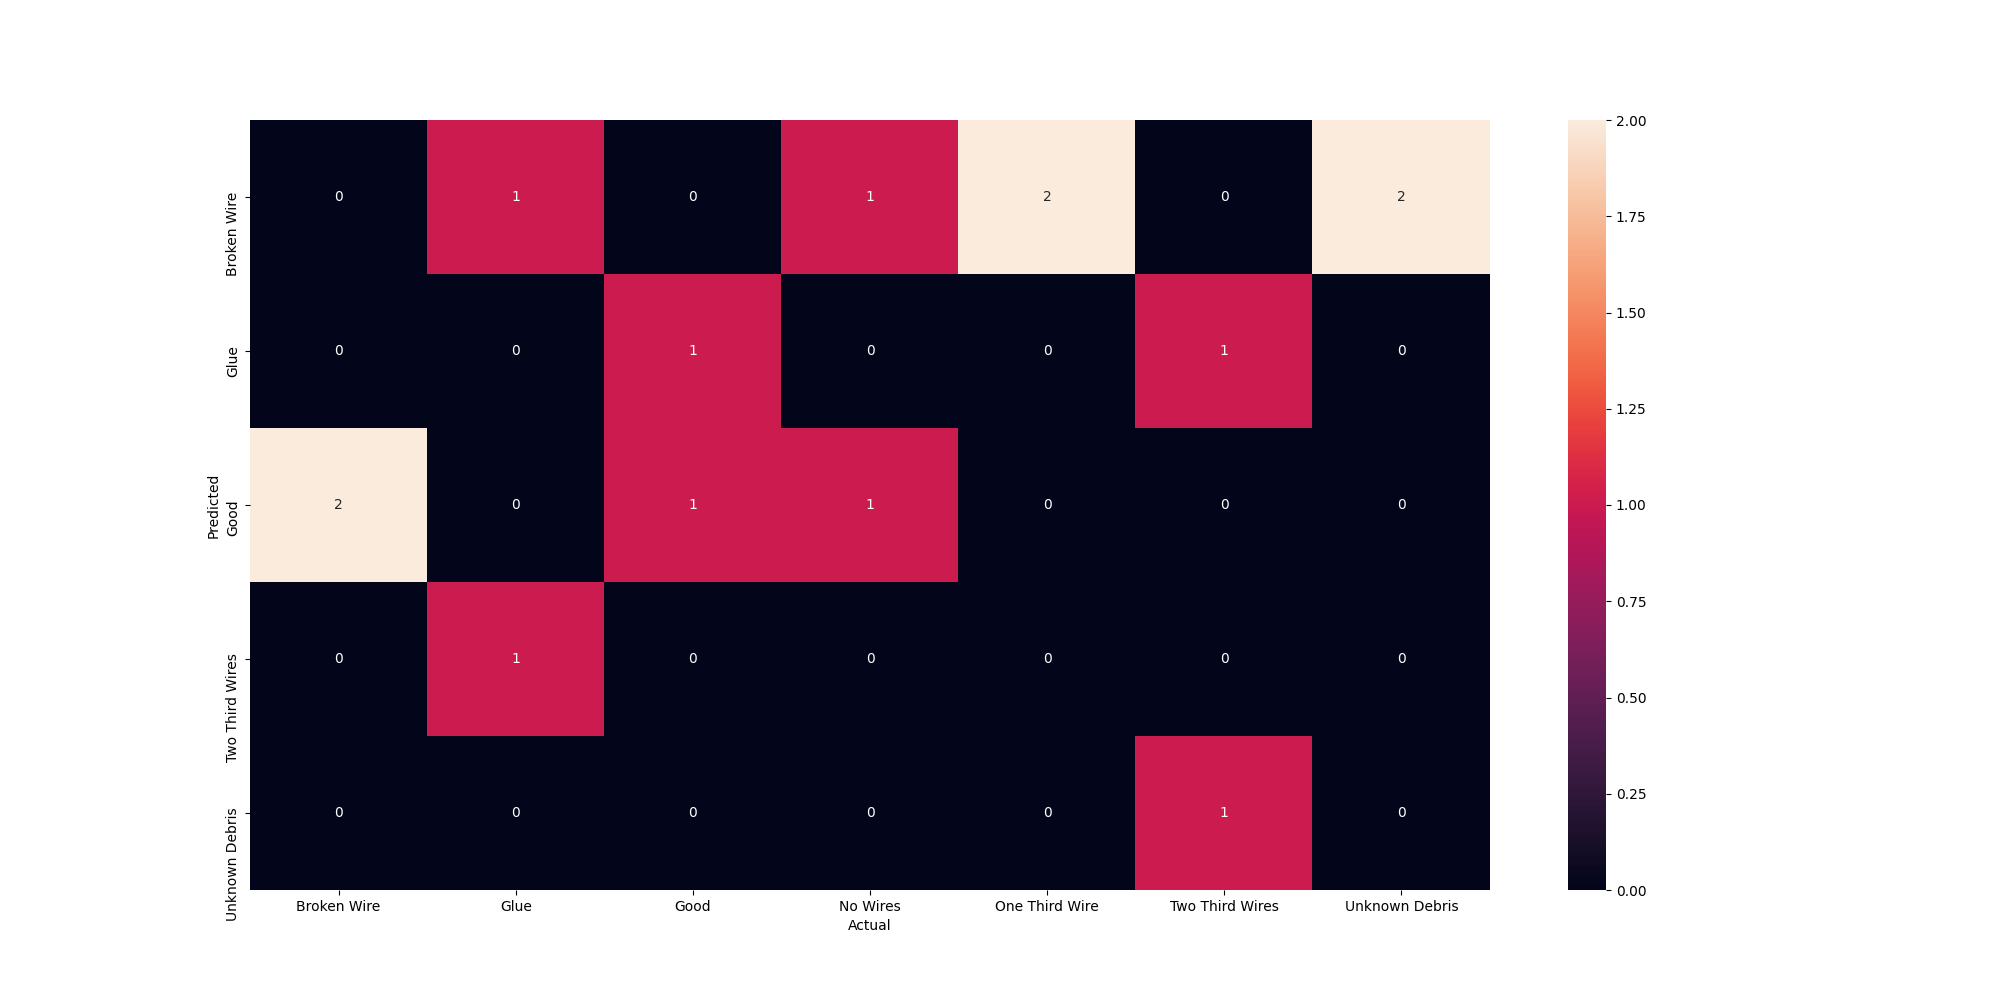 Predicted
Broken Wire
0 1 0 1 2 0 2
Glue
0 0 1 0 0 1 0
Good
2 0 1 1 0 0 0
Two Third Wires
0 1 0 0 0 0 0
Unknown Debris
0 0 0 0 0 1 0
Broken Wire Glue Good No Wires One Third Wire Two Third Wires Unknown Debris
Actual
2.00
1.75
1.50
1.25
1.00
0.75
0.50
0.25
0.00